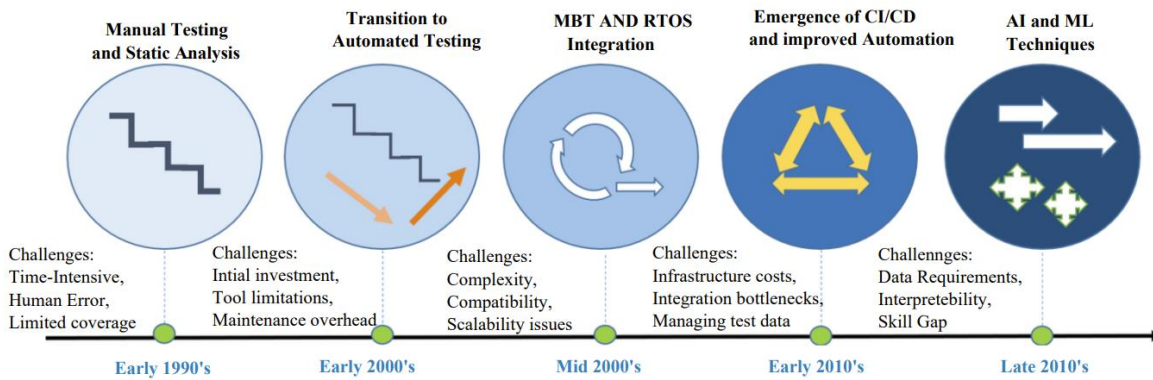 Manual Testing
and Static Analysis
Transition to
Automated Testing
MBT AND RTOS
Integration
Emergence of CI/CD
and improved Automation
AI and ML
Techniques
Challenges:
Time-Intensive,
Human Error,
Limited coverage
Challenges:
Intial investment,
Tool limitations,
Maintenance overhead
Challenges:
Complexity,
Compatibility,
Scalability issues
Challenges:
Infrastructure costs,
Integration bottlenecks,
Managing test data
Challennges:
Data Requirements,
Interpretebility,
Skill Gap
Early 1990's
Early 2000's
Mid 2000's
Early 2010's
Late 2010's